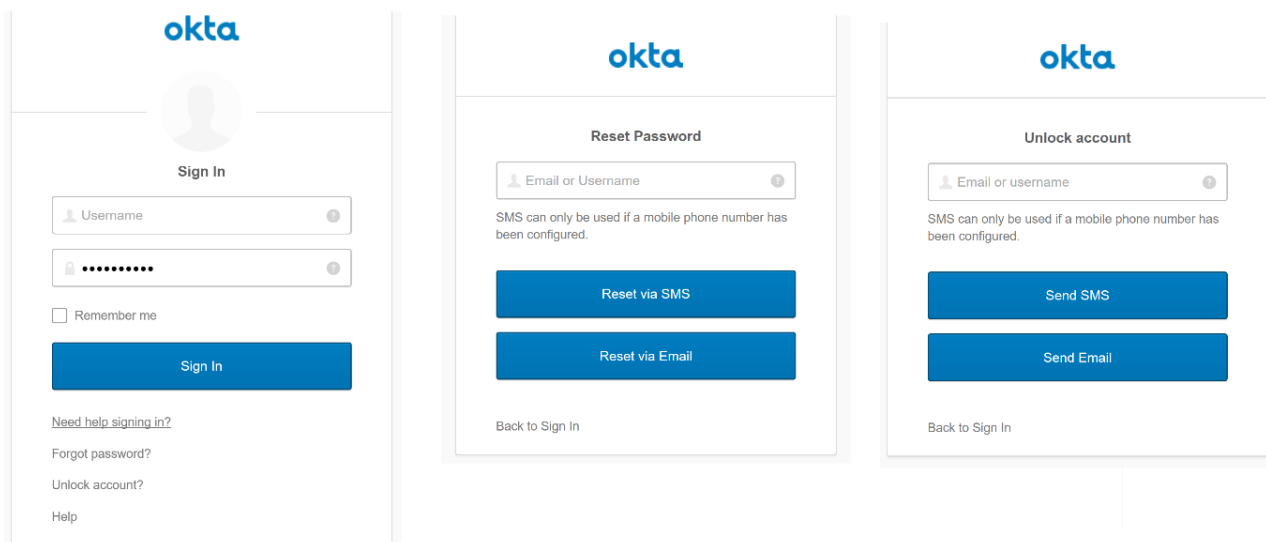 okta
Sign In
Username
••••••••••
Remember me
Sign In
Need help signing in?
Forgot password?
Unlock account?
Help
okta
Reset Password
Email or Username
SMS can only be used if a mobile phone number has
been configured.
Reset via SMS
Reset via Email
Back to Sign In
okta
Unlock account
Email or username
SMS can only be used if a mobile phone number has
been configured.
Send SMS
Send Email
Back to Sign In